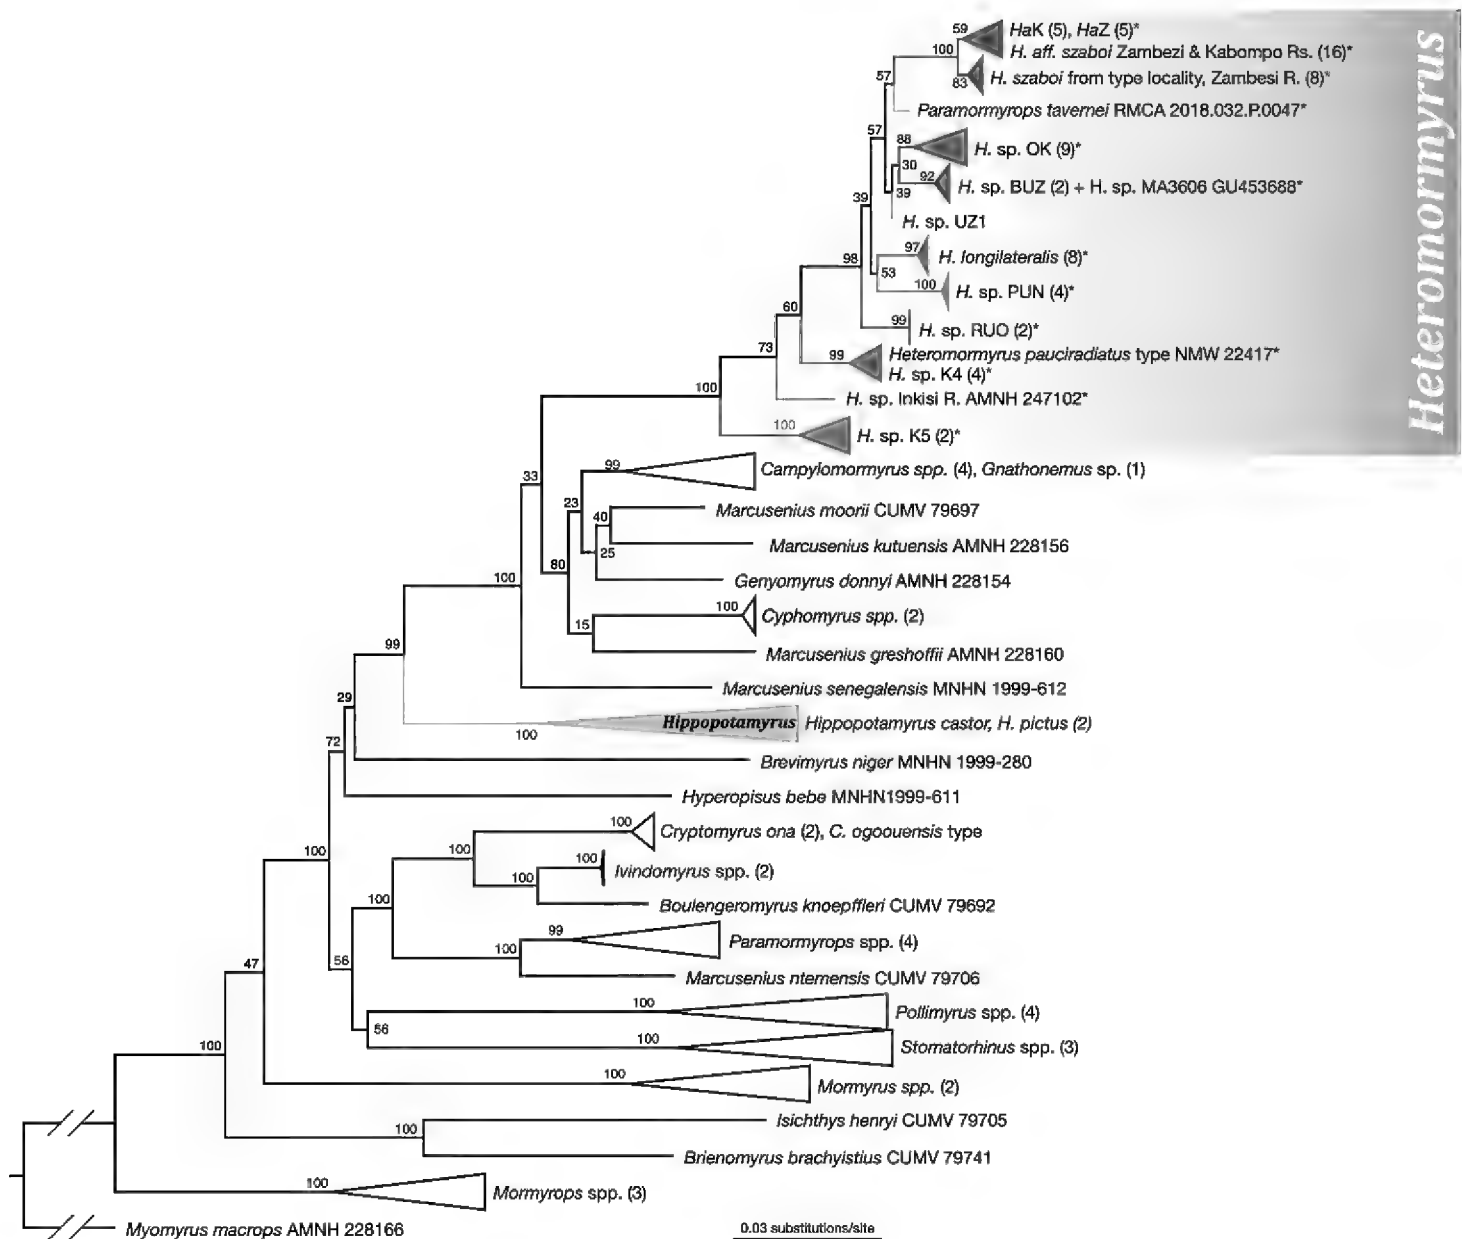 59
HaK (5), HaZ (5)*
100
H. aff. szaboi Zambezi & Kabompo Rs. (16)*
57
83
H. szaboi from type locality, Zambesi R. (8)*
Paramormyrops tavernei RMCA 2018.032.P.0047*
57
88
H. sp. OK (9)*
30
92
H. sp. BUZ (2) + H. sp. MA3606 GU453688*
39
39
H. sp. UZ1
97
H. longilateralis (8)*
98
53
100
H. sp. PUN (4)*
60
99
H. sp. RUO (2)*
73
99
Heteromormyrus pauciradiatus type NMW 22417*
H. sp. K4 (4)*
100
H. sp. Inkisi R. AMNH 247102*
100
H. sp. K5 (2)*
Heteromormyrus
99
Campylomormyrus spp. (4), Gnathonemus sp. (1)
33
23
40
Marcusenius moorii CUMV 79697
25
Marcusenius kutuensis AMNH 228156
80
Genyomyrus donnyi AMNH 228154
100
100
Cyphomyrus spp. (2)
15
Marcusenius greshoffii AMNH 228160
99
Marcusenius senegalensis MNHN 1999-612
29
Hippopotamyrus
Hippopotamyrus castor, H. pictus (2)
100
72
Brevimyrus niger MNHN 1999-280
Hyperopisus bebe MNHN1999-611
100
Cryptomyrus ona (2), C. ogoouensis type
100
100
100
Ivindomyrus spp. (2)
100
Boulengeromyrus knoepffleri CUMV 79692
100
99
Paramormyrops spp. (4)
100
56
Marcusenius ntemensis CUMV 79706
47
100
Pollimyrus spp. (4)
56
100
Stomatorhinus spp. (3)
100
100
Mormyrus spp. (2)
Isichthys henryi CUMV 79705
100
Brienomyrus brachyistius CUMV 79741
100
Mormyrops spp. (3)
Myomyrus macrops AMNH 228166
0.03 substitutions/site